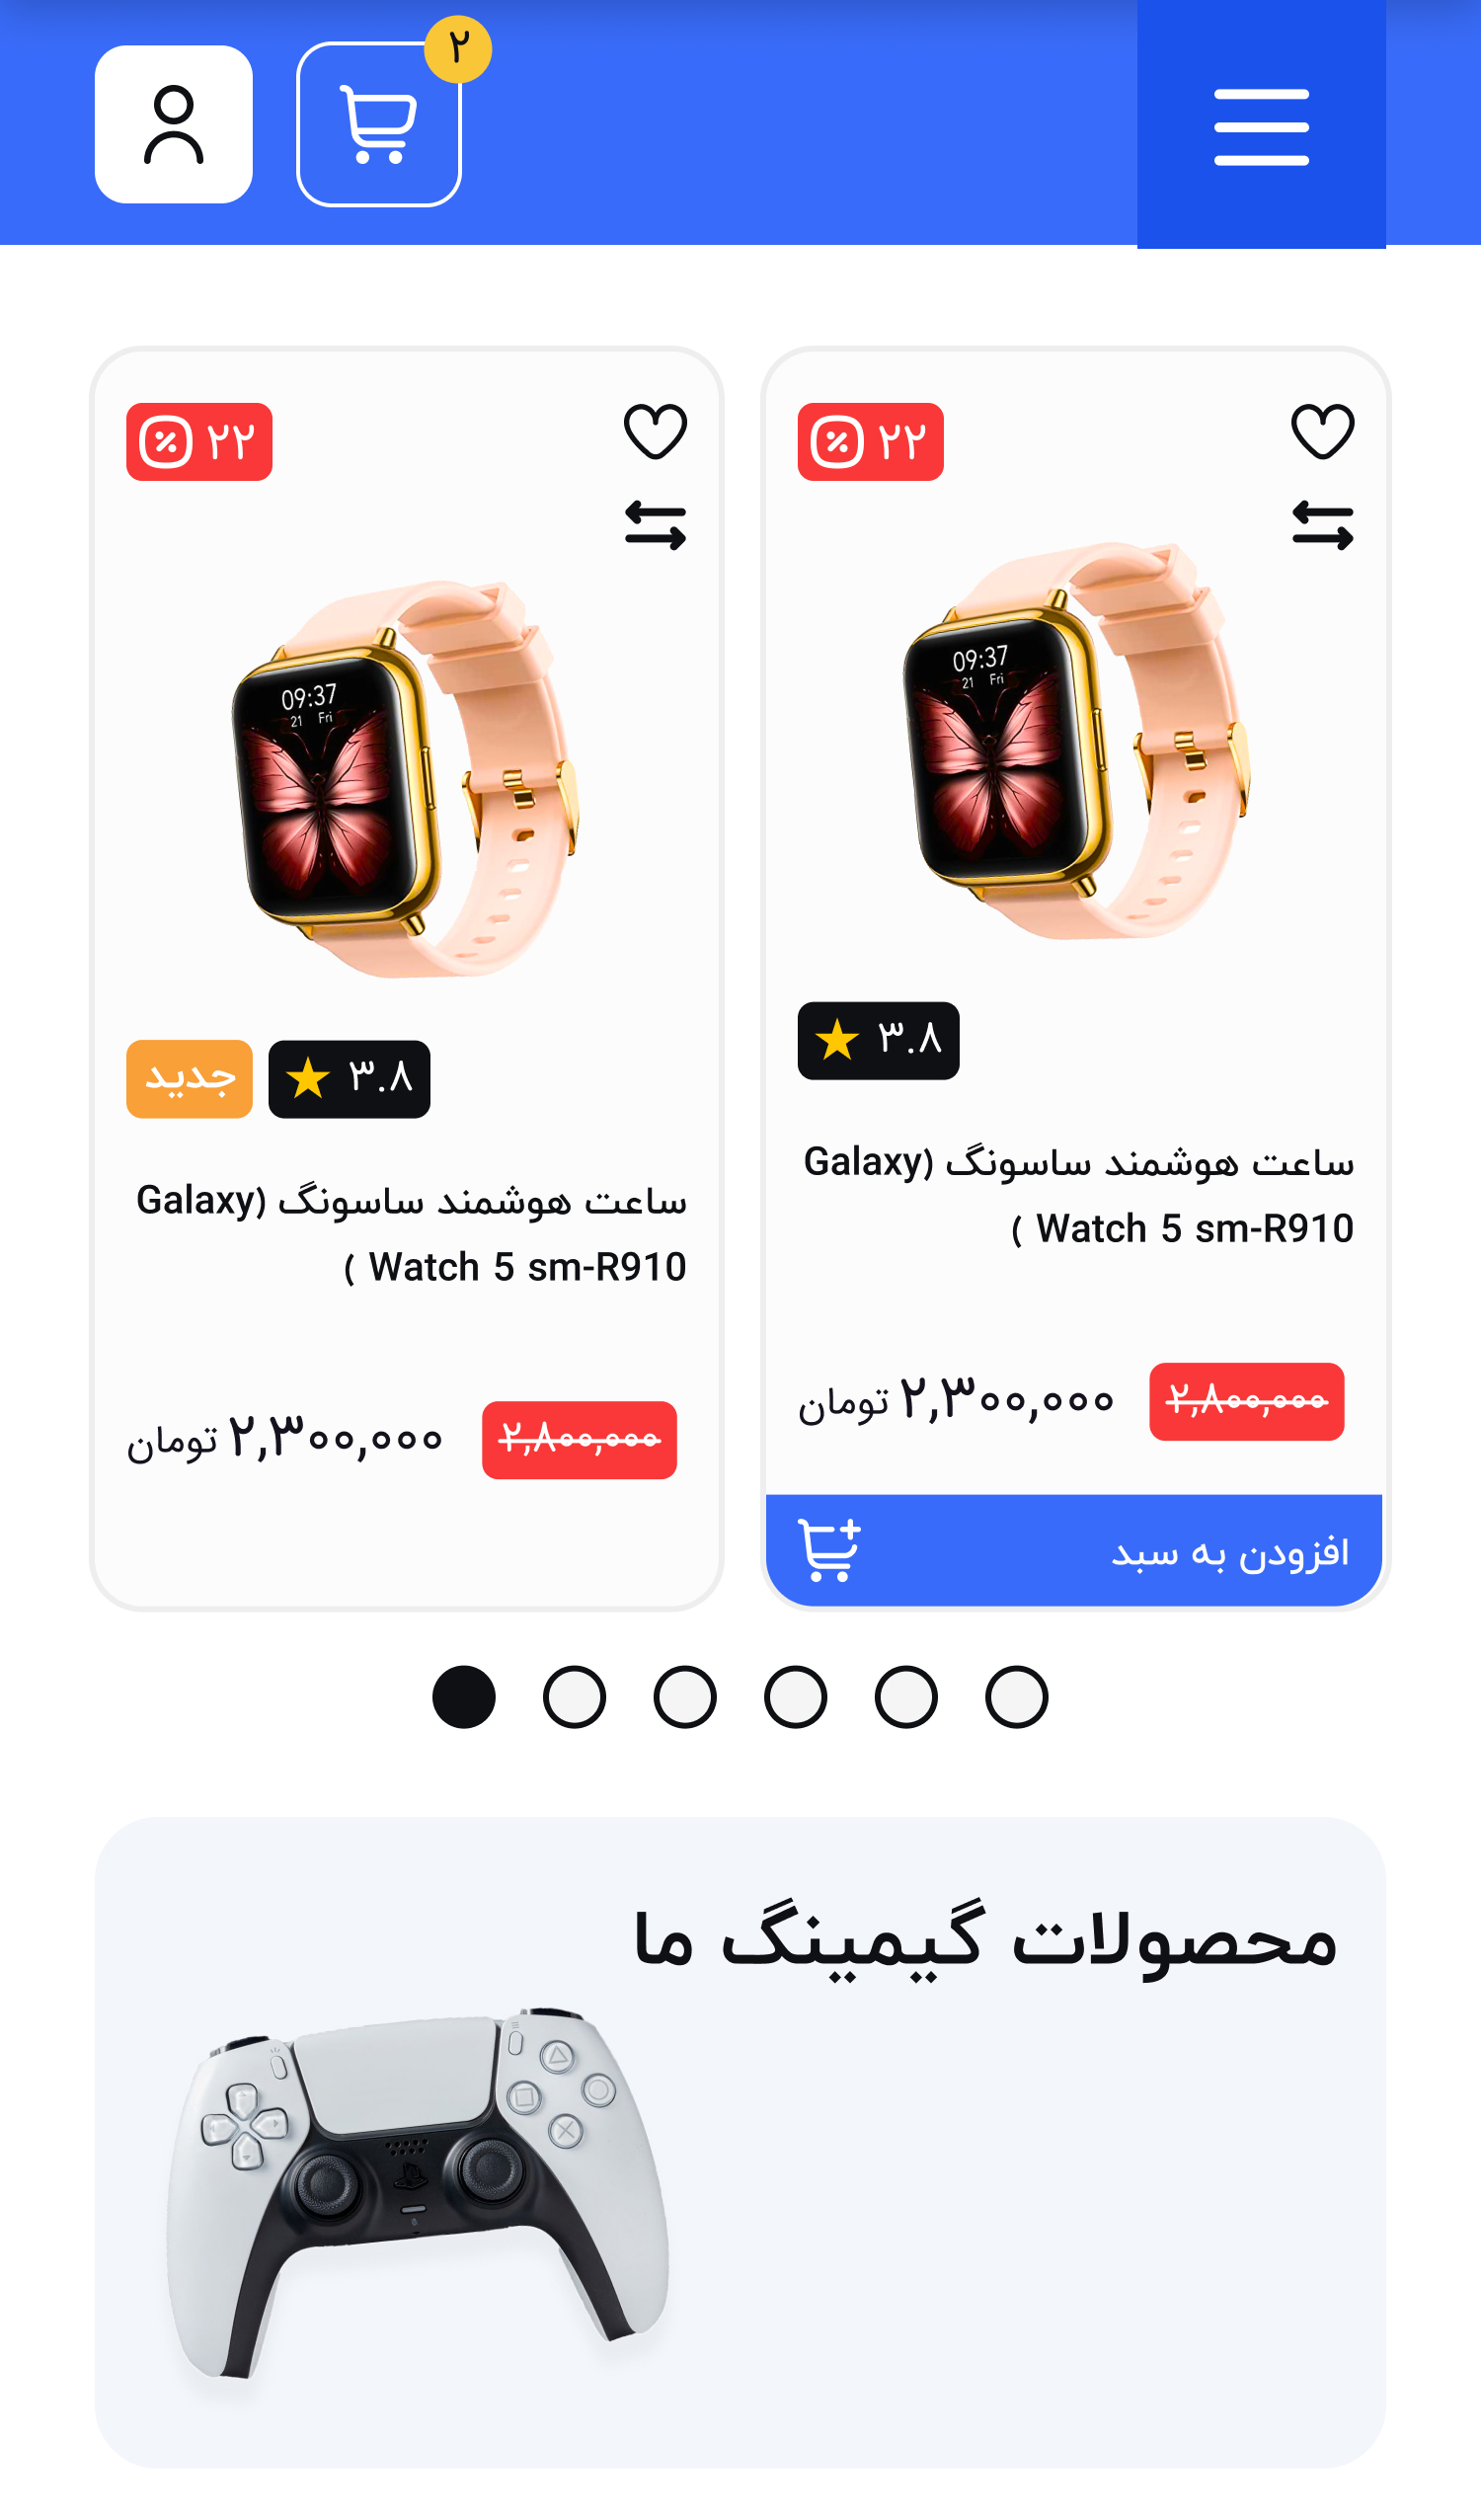 ۲
۲۲
09:37
21 Fri
۳.۸
ساعت هوشمند ساسونگ (Galaxy
Watch 5 sm-R910 )
۲,۸۰۰,۰۰۰
۲,۳۰۰,۰۰۰ تومان
افزودن به سبد
۲۲
09:37
21 Fri
۳.۸
جدید
ساعت هوشمند ساسونگ (Galaxy
Watch 5 sm-R910 )
۲,۸۰۰,۰۰۰
۲,۳۰۰,۰۰۰ تومان
محصولات گیمینگ ما